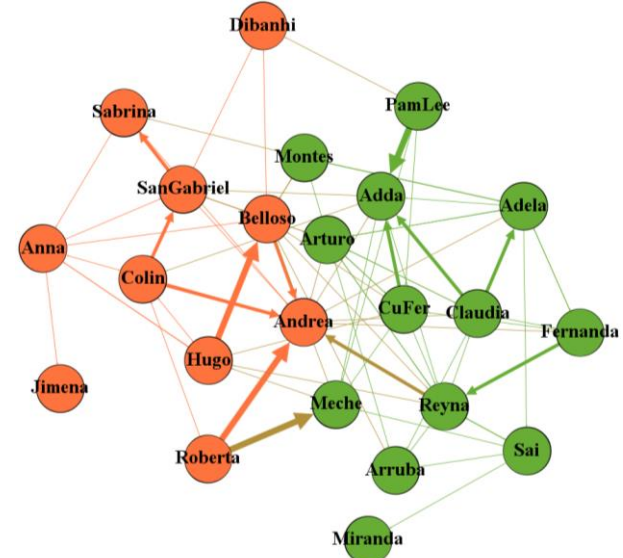 Dibanhi
PamLee
Sabrina
Montes
SanGabriel
Adda
Adela
Belloso
Arturo
Anna
Colin
CuFer
Claudia
Andrea
Fernanda
Hugo
Jimena
Meche
Reyna
Roberta
Arruba
Sai
Miranda